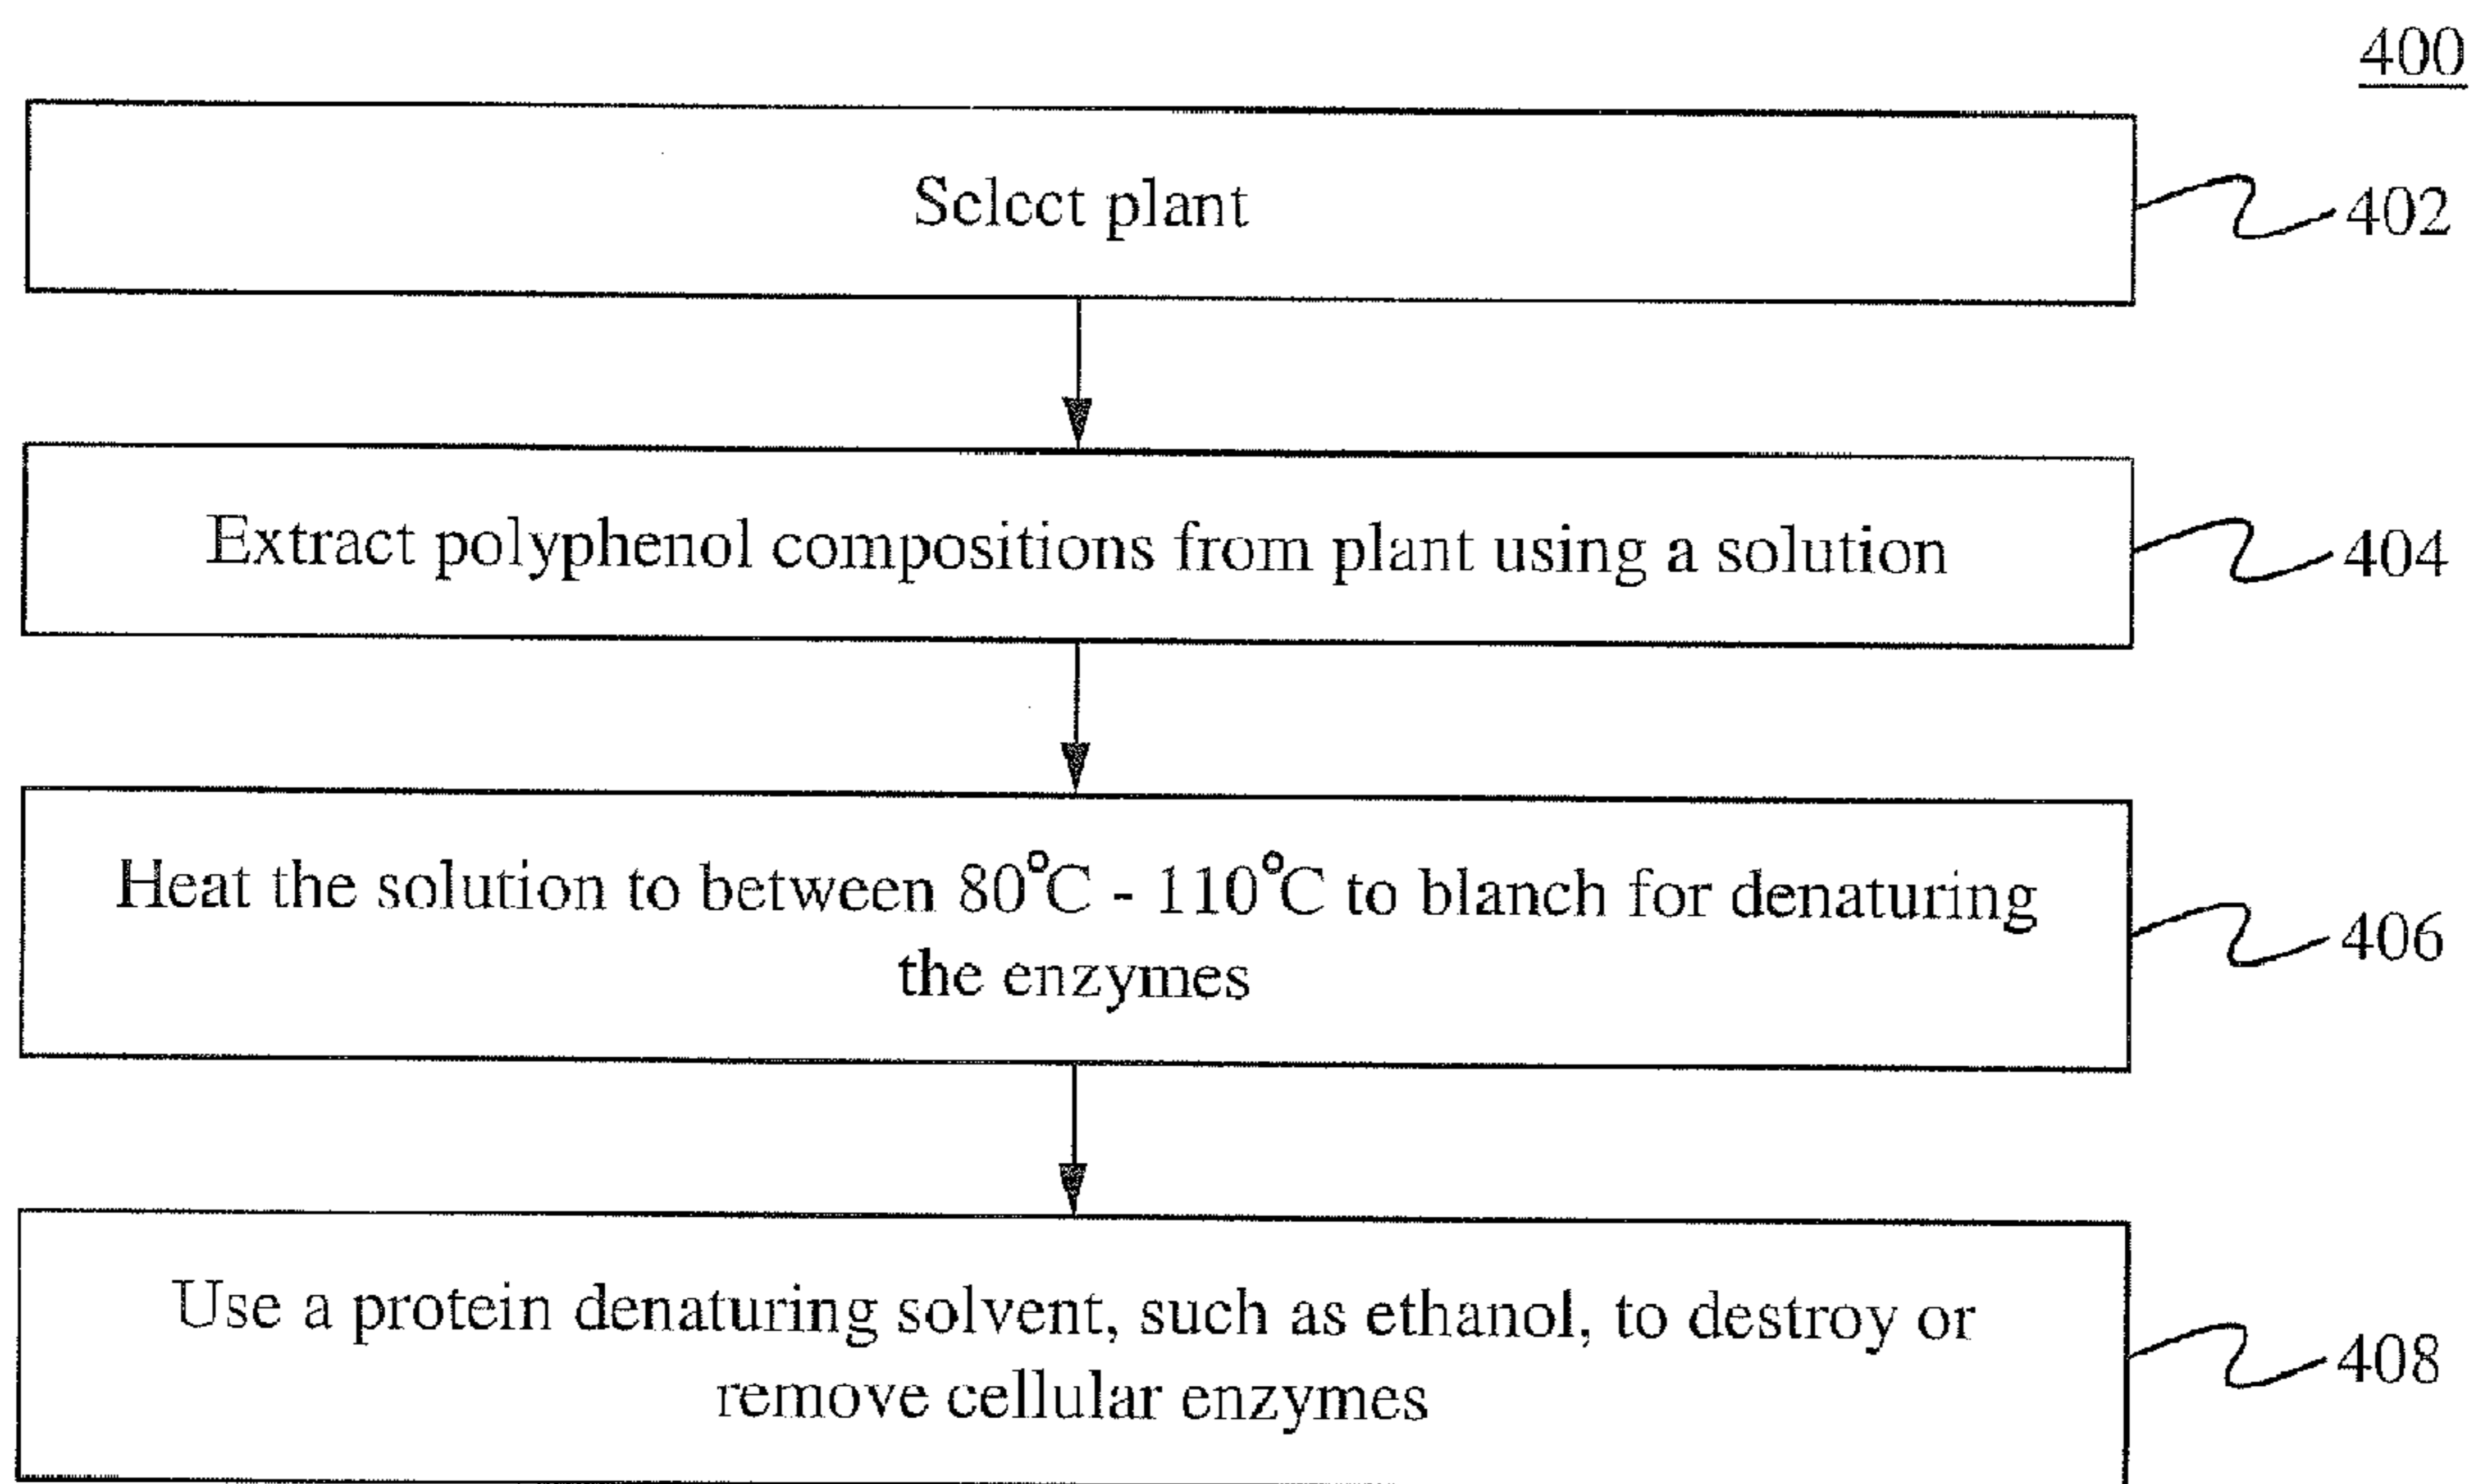 400
Select plant
402
Extract polyphenol compositions from plant using a solution
404
Heat the solution to between 80°C - 110°C to blanch for denaturing
the enzymes
406
Use a protein denaturing solvent, such as ethanol, to destroy or
remove cellular enzymes
408